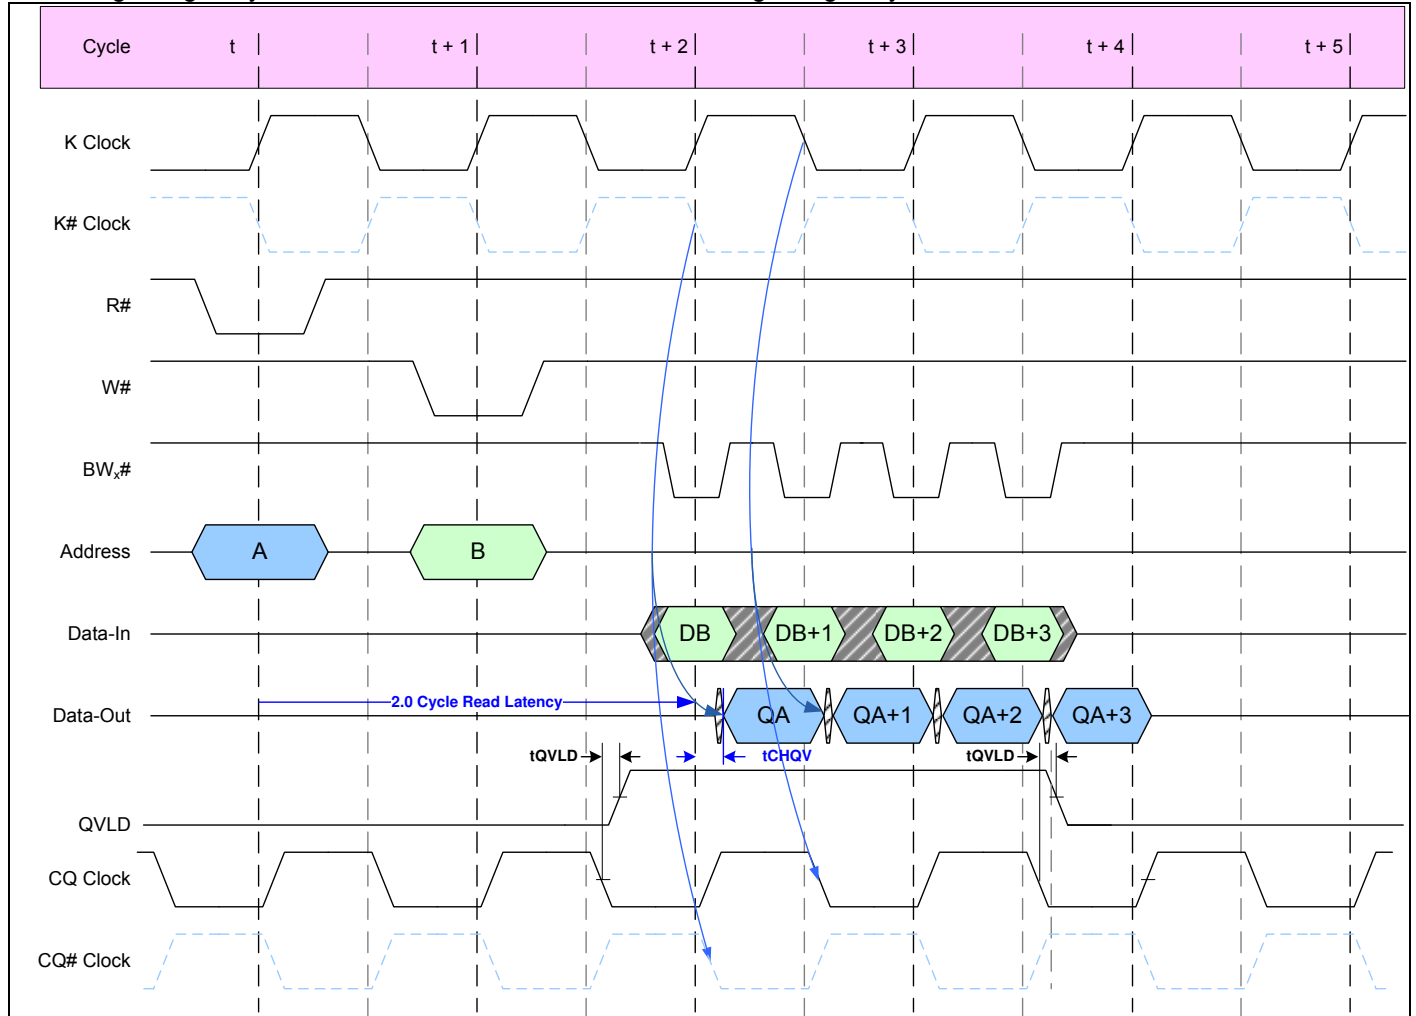 Cycle t t + 1 t + 2 t + 3 t + 4 t + 5
K Clock
K# Clock
R#
W#
BWx#
Address A B
Data-In DB DB+1 DB+2 DB+3
2.0 Cycle Read Latency
Data-Out QA QA+1 QA+2 QA+3
tQVLD tCHQV tQVLD
QVLD
CQ Clock
CQ# Clock